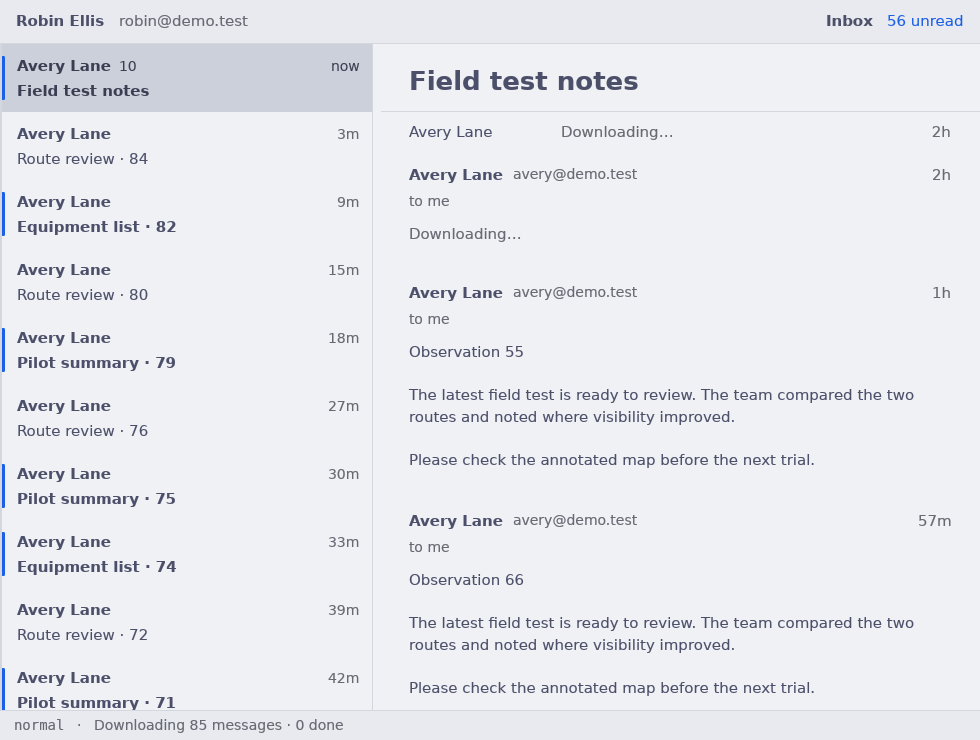 Robin Ellis robin@demo.test
Inbox 56 unread
Avery Lane 10 now
Field test notes
Avery Lane 3m
Route review · 84
Avery Lane 9m
Equipment list · 82
Avery Lane 15m
Route review · 80
Avery Lane 18m
Pilot summary · 79
Avery Lane 27m
Route review · 76
Avery Lane 30m
Pilot summary · 75
Avery Lane 33m
Equipment list · 74
Avery Lane 39m
Route review · 72
Avery Lane 42m
Pilot summary · 71
Field test notes
Avery Lane Downloading… 2h
Avery Lane avery@demo.test 2h
to me
Downloading…
Avery Lane avery@demo.test 1h
to me
Observation 55
The latest field test is ready to review. The team compared the two
routes and noted where visibility improved.
Please check the annotated map before the next trial.
Avery Lane avery@demo.test 57m
to me
Observation 66
The latest field test is ready to review. The team compared the two
routes and noted where visibility improved.
Please check the annotated map before the next trial.
normal · Downloading 85 messages · 0 done